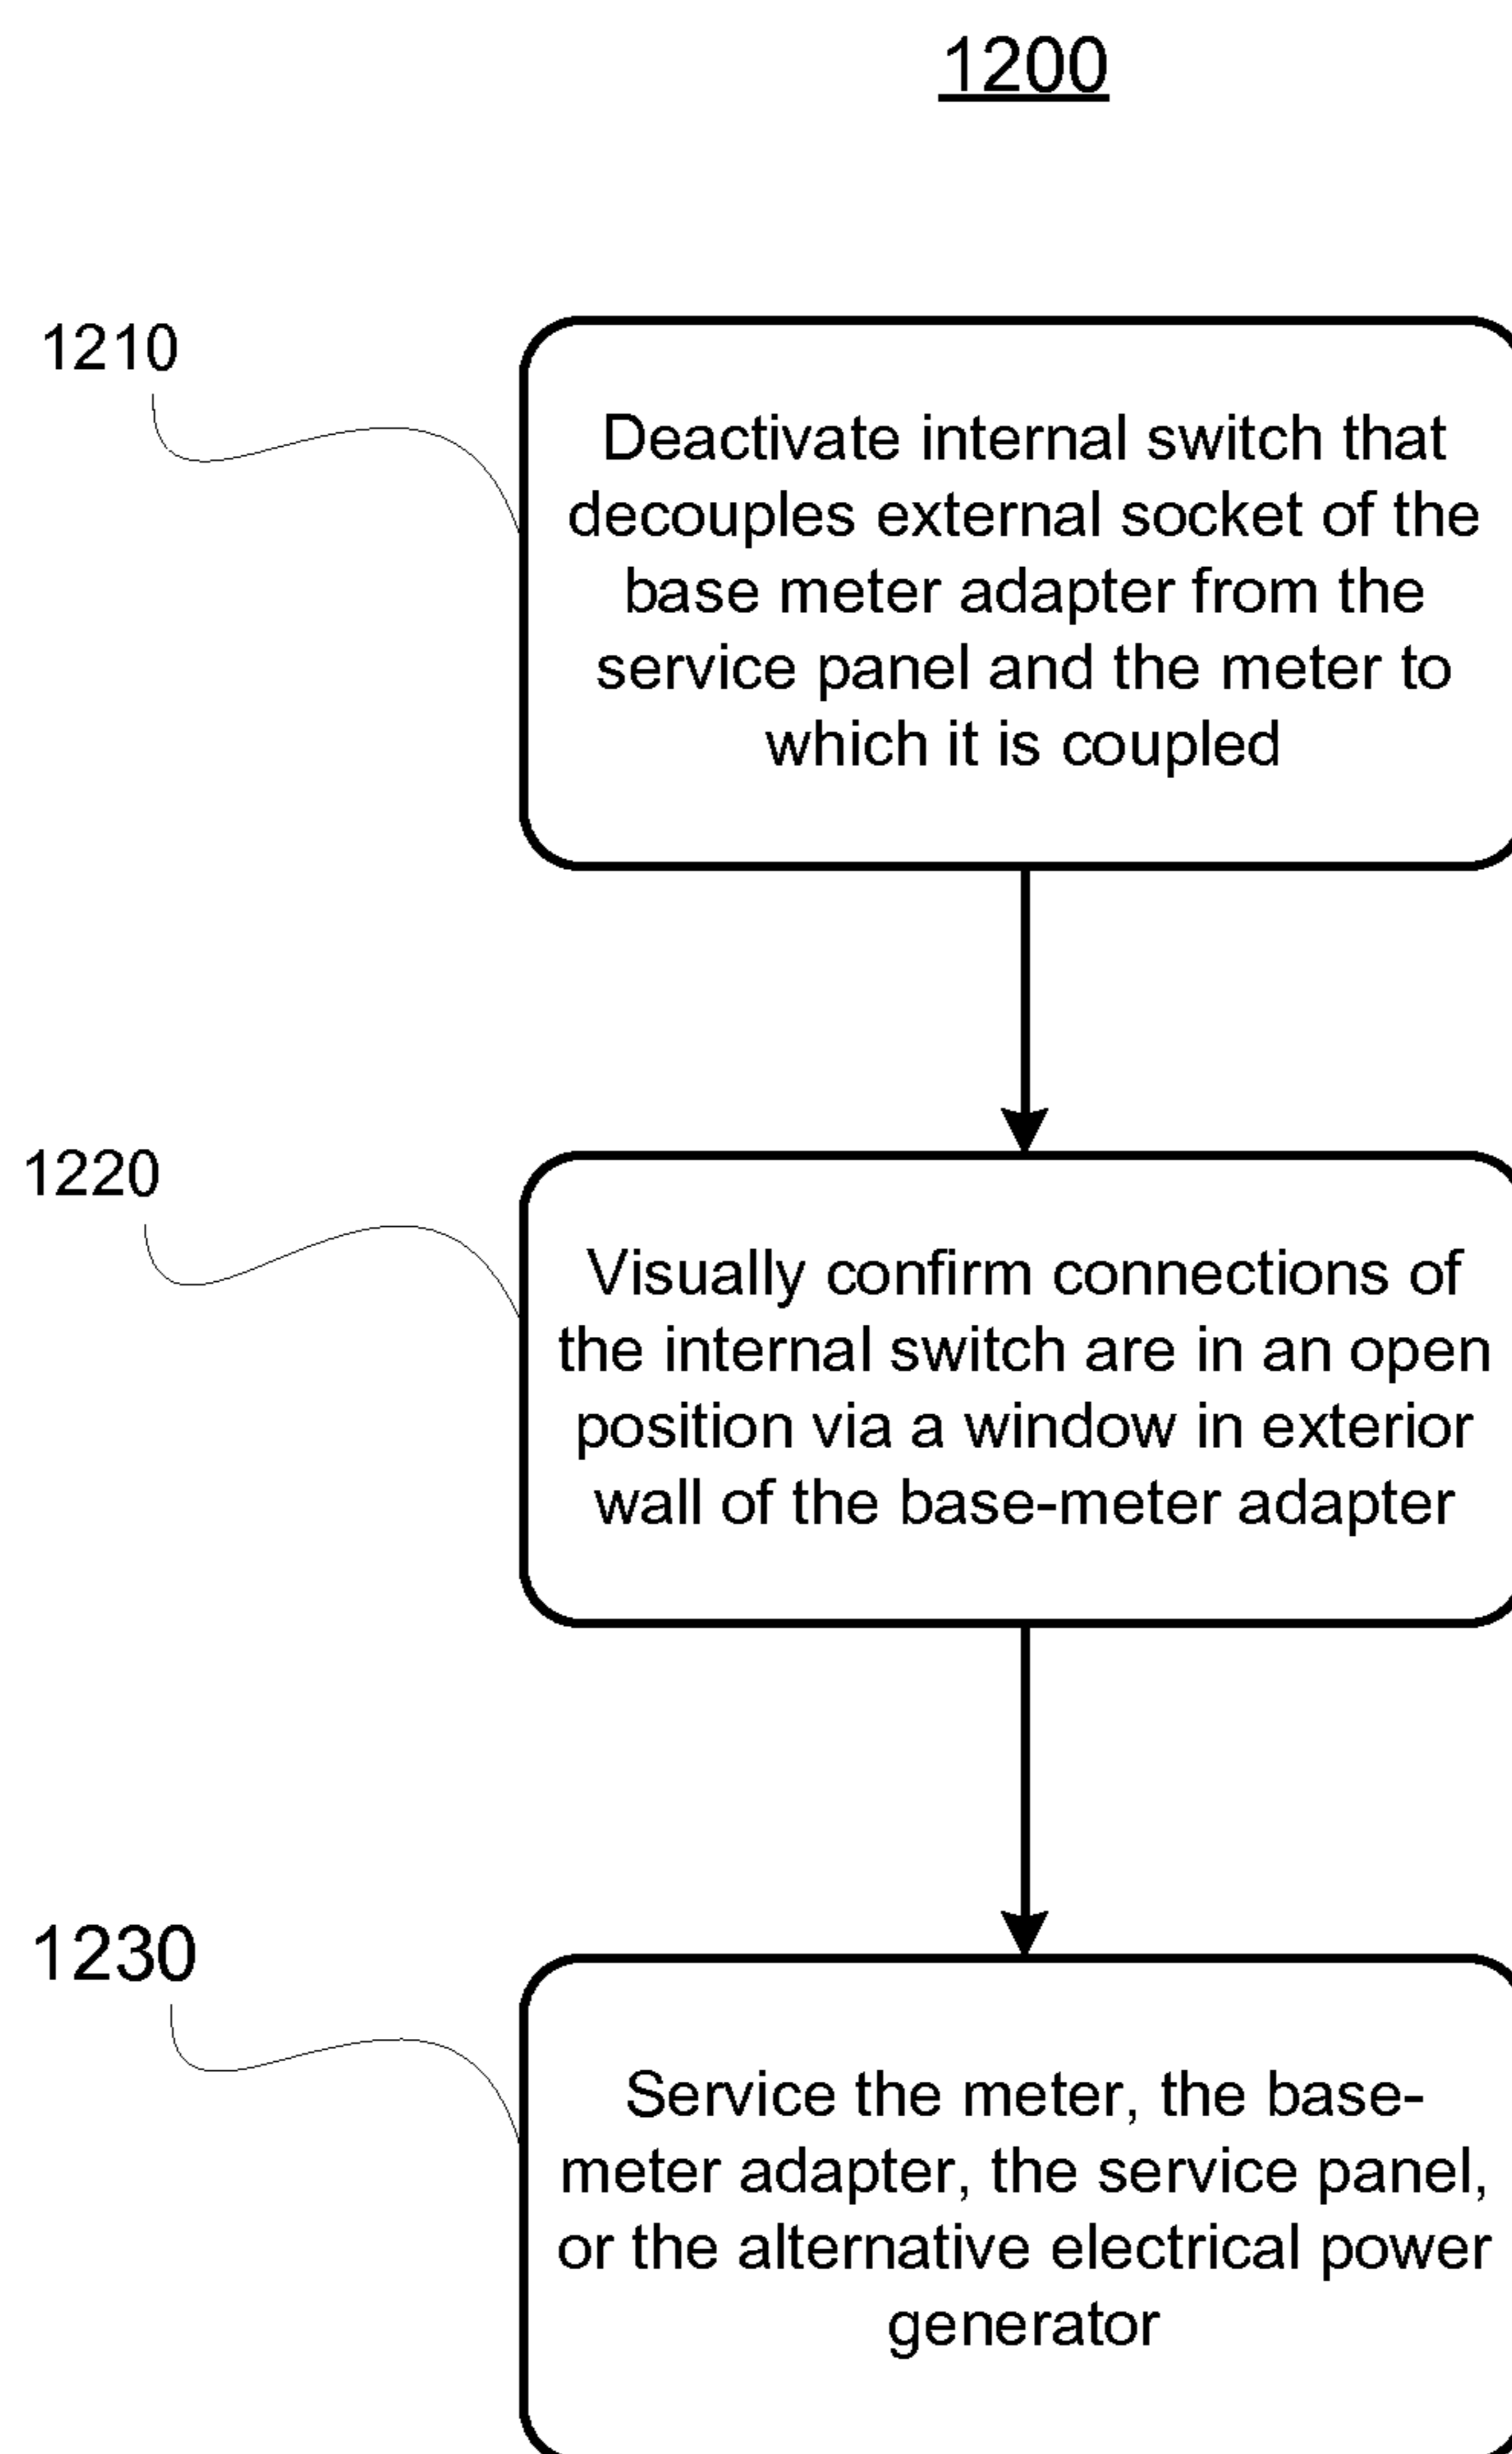 1200
1210
Deactivate internal switch that
decouples external socket of the
base meter adapter from the
service panel and the meter to
which it is coupled
1220
Visually confirm connections of
the internal switch are in an open
position via a window in exterior
wall of the base-meter adapter
1230
Service the meter, the base-
meter adapter, the service panel,
or the alternative electrical power
generator